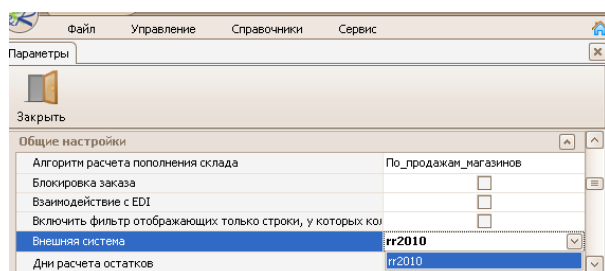 Файл Управление Справочники Сервис
Параметры
Закрыть
Общие настройки
Алгоритм расчета пополнения склада По_продажам_магазинов
Блокировка заказа
Взаимодействие с EDI
Включить фильтр отображающих только строки, у которых кол
Внешняя система rr2010
Дни расчета остатков rr2010